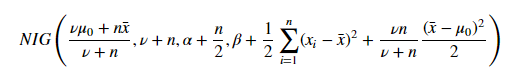 NIG( (νμ₀ + nx̄)/(ν + n), ν + n, α + n/2, β + 1/2 ∑ᵢ₌₁ⁿ (xᵢ − x̄)² + νn/(ν + n) (x̄ − μ₀)²/2 )